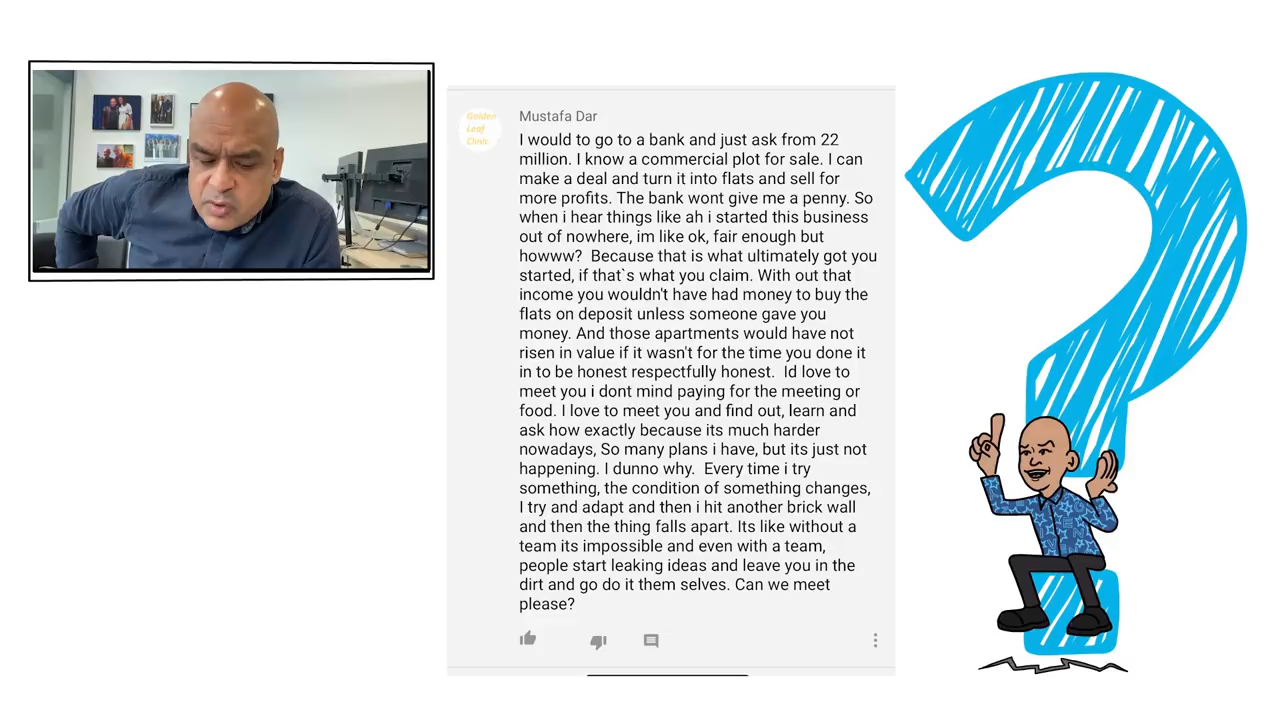 Golden
Leaf
Clinic
Mustafa Dar
I would to go to a bank and just ask from 22
million. I know a commercial plot for sale. I can
make a deal and turn it into flats and sell for
more profits. The bank wont give me a penny. So
when i hear things like ah i started this business
out of nowhere, im like ok, fair enough but
howww?  Because that is what ultimately got you
started, if that`s what you claim. With out that
income you wouldn't have had money to buy the
flats on deposit unless someone gave you
money. And those apartments would have not
risen in value if it wasn't for the time you done it
in to be honest respectfully honest.  Id love to
meet you i dont mind paying for the meeting or
food. I love to meet you and find out, learn and
ask how exactly because its much harder
nowadays, So many plans i have, but its just not
happening. I dunno why.  Every time i try
something, the condition of something changes,
I try and adapt and then i hit another brick wall
and then the thing falls apart. Its like without a
team its impossible and even with a team,
people start leaking ideas and leave you in the
dirt and go do it them selves. Can we meet
please?